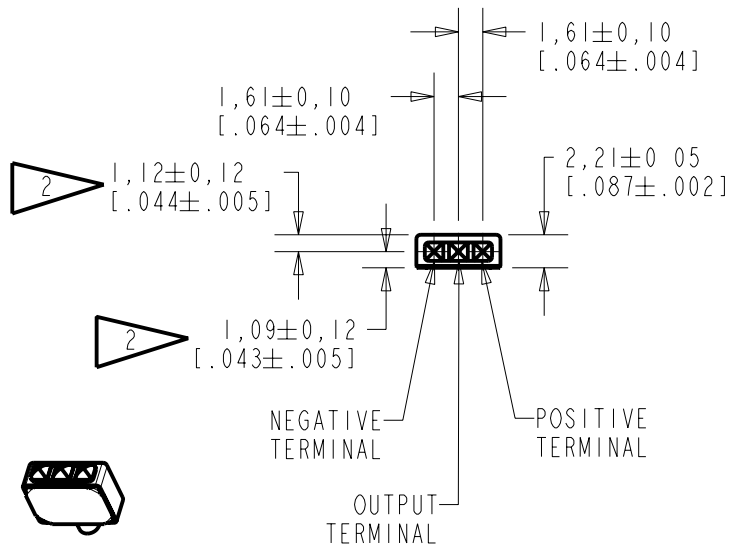 1,61±0,10
[.064±.004]
1,61±0,10
[.064±.004]
2 1,12±0,12
[.044±.005]
2,21±0 05
[.087±.002]
2 1,09±0,12
[.043±.005]
NEGATIVE
TERMINAL
POSITIVE
TERMINAL
OUTPUT
TERMINAL